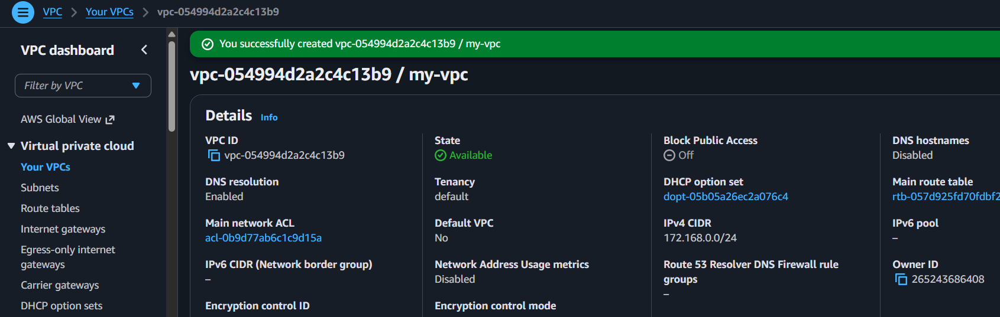 VPC > Your VPCs > vpc-054994d2a2c4c13b9
VPC dashboard
Filter by VPC
AWS Global View
Virtual private cloud
Your VPCs
Subnets
Route tables
Internet gateways
Egress-only internet
gateways
Carrier gateways
DHCP option sets
You successfully created vpc-054994d2a2c4c13b9 / my-vpc
vpc-054994d2a2c4c13b9 / my-vpc
Details Info
VPC ID
vpc-054994d2a2c4c13b9
State
Available
Block Public Access
Off
DNS hostnames
Disabled
DNS resolution
Enabled
Tenancy
default
DHCP option set
dopt-05b05a26ec2a076c4
Main route table
rtb-057d925fd70fdbf2
Main network ACL
acl-0b9d77ab6c1c9d15a
Default VPC
No
IPv4 CIDR
172.168.0.0/24
IPv6 pool
–
IPv6 CIDR (Network border group)
–
Network Address Usage metrics
Disabled
Route 53 Resolver DNS Firewall rule
groups
–
Owner ID
265243686408
Encryption control ID
Encryption control mode